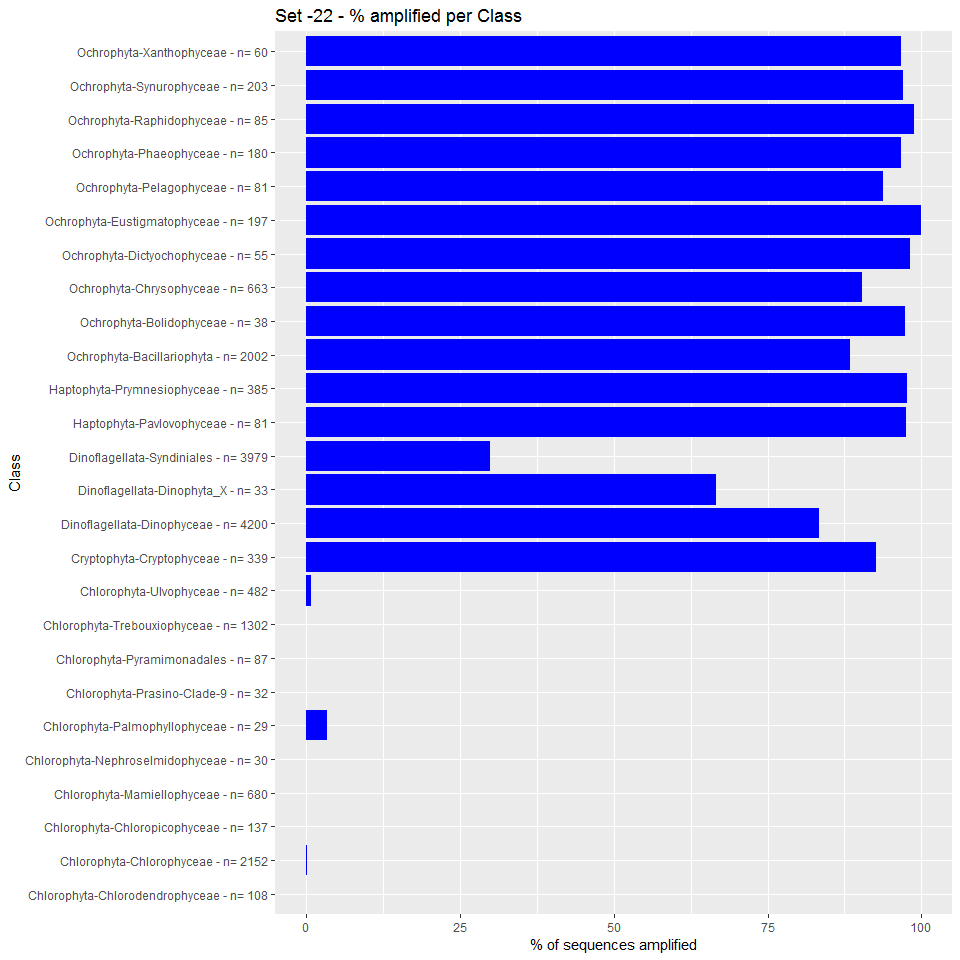 Set -22 - % amplified per Class
Ochrophyta-Xanthophyceae - n= 60
Ochrophyta-Synurophyceae - n= 203
Ochrophyta-Raphidophyceae - n= 85
Ochrophyta-Phaeophyceae - n= 180
Ochrophyta-Pelagophyceae - n= 81
Ochrophyta-Eustigmatophyceae - n= 197
Ochrophyta-Dictyochophyceae - n= 55
Ochrophyta-Chrysophyceae - n= 663
Ochrophyta-Bolidophyceae - n= 38
Ochrophyta-Bacillariophyta - n= 2002
Haptophyta-Prymnesiophyceae - n= 385
Haptophyta-Pavlovophyceae - n= 81
Dinoflagellata-Syndiniales - n= 3979
Dinoflagellata-Dinophyta_X - n= 33
Dinoflagellata-Dinophyceae - n= 4200
Cryptophyta-Cryptophyceae - n= 339
Chlorophyta-Ulvophyceae - n= 482
Chlorophyta-Trebouxiophyceae - n= 1302
Chlorophyta-Pyramimonadales - n= 87
Chlorophyta-Prasino-Clade-9 - n= 32
Chlorophyta-Palmophyllophyceae - n= 29
Chlorophyta-Nephroselmidophyceae - n= 30
Chlorophyta-Mamiellophyceae - n= 680
Chlorophyta-Chloropicophyceae - n= 137
Chlorophyta-Chlorophyceae - n= 2152
Chlorophyta-Chlorodendrophyceae - n= 108
Class
0 25 50 75 100
% of sequences amplified